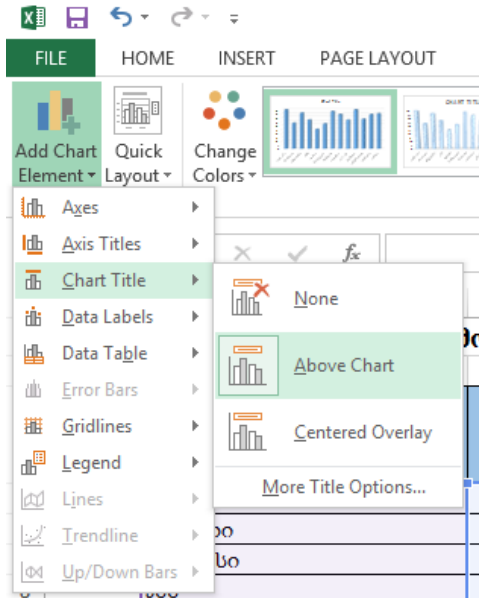 FILE HOME INSERT PAGE LAYOUT
Add Chart Element
Quick Layout
Change Colors
Axes
Axis Titles
Chart Title
Data Labels
Data Table
Error Bars
Gridlines
Legend
Lines
Trendline
Up/Down Bars
fx
None
Above Chart
Centered Overlay
More Title Options...